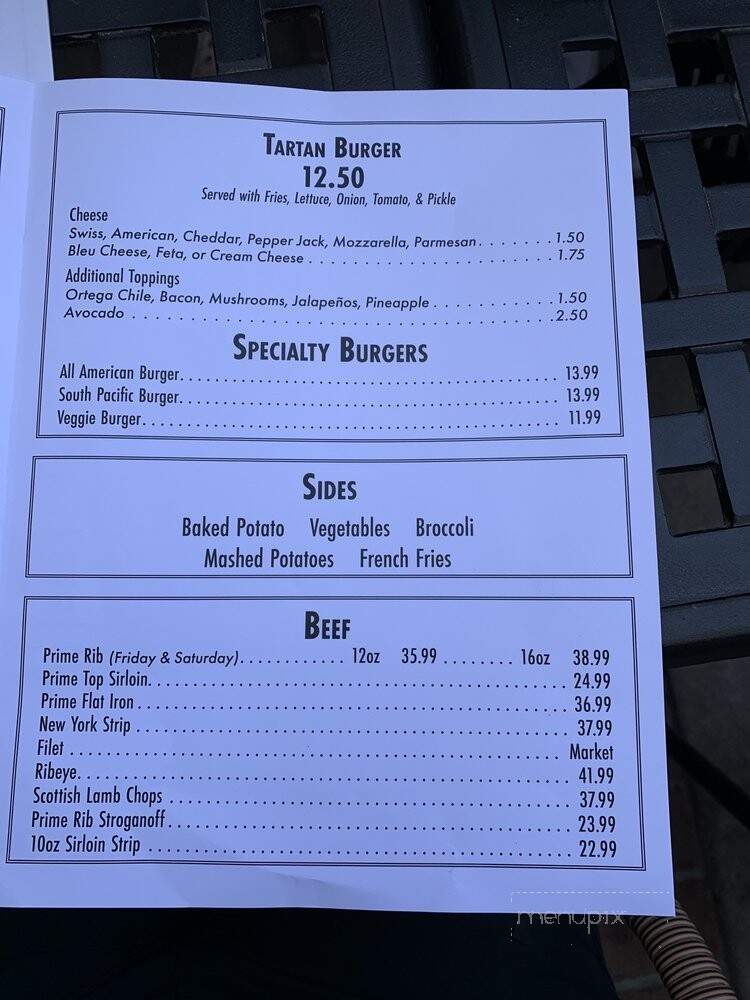 Tartan Burger
12.50
Served with Fries, Lettuce, Onion, Tomato, & Pickle
Cheese
Swiss, American, Cheddar, Pepper Jack, Mozzarella, Parmesan. . . . . . . 1.50
Bleu Cheese, Feta, or Cream Cheese . . . . . . . . . . . . . . . . . . . . . . 1.75
Additional Toppings
Ortega Chile, Bacon, Mushrooms, Jalapeños, Pineapple . . . . . . . . . . . 1.50
Avocado . . . . . . . . . . . . . . . . . . . . . . . . . . . . . . . . . . . . 2.50
Specialty Burgers
All American Burger. . . . . . . . . . . . . . . . . . . . . . . . . . . . . . 13.99
South Pacific Burger. . . . . . . . . . . . . . . . . . . . . . . . . . . . . . 13.99
Veggie Burger. . . . . . . . . . . . . . . . . . . . . . . . . . . . . . . . . . 11.99
Sides
Baked Potato Vegetables Broccoli
Mashed Potatoes French Fries
Beef
Prime Rib (Friday & Saturday). . . . . . . . . . . . 12oz 35.99 . . . . . . . . 16oz 38.99
Prime Top Sirloin. . . . . . . . . . . . . . . . . . . . . . . . . . . . . . . . 24.99
Prime Flat Iron . . . . . . . . . . . . . . . . . . . . . . . . . . . . . . . . . 36.99
New York Strip . . . . . . . . . . . . . . . . . . . . . . . . . . . . . . . . . 37.99
Filet . . . . . . . . . . . . . . . . . . . . . . . . . . . . . . . . . . . . . . Market
Ribeye. . . . . . . . . . . . . . . . . . . . . . . . . . . . . . . . . . . . . . 41.99
Scottish Lamb Chops . . . . . . . . . . . . . . . . . . . . . . . . . . . . . . 37.99
Prime Rib Stroganoff. . . . . . . . . . . . . . . . . . . . . . . . . . . . . . 23.99
10oz Sirloin Strip . . . . . . . . . . . . . . . . . . . . . . . . . . . . . . . 22.99
menupix